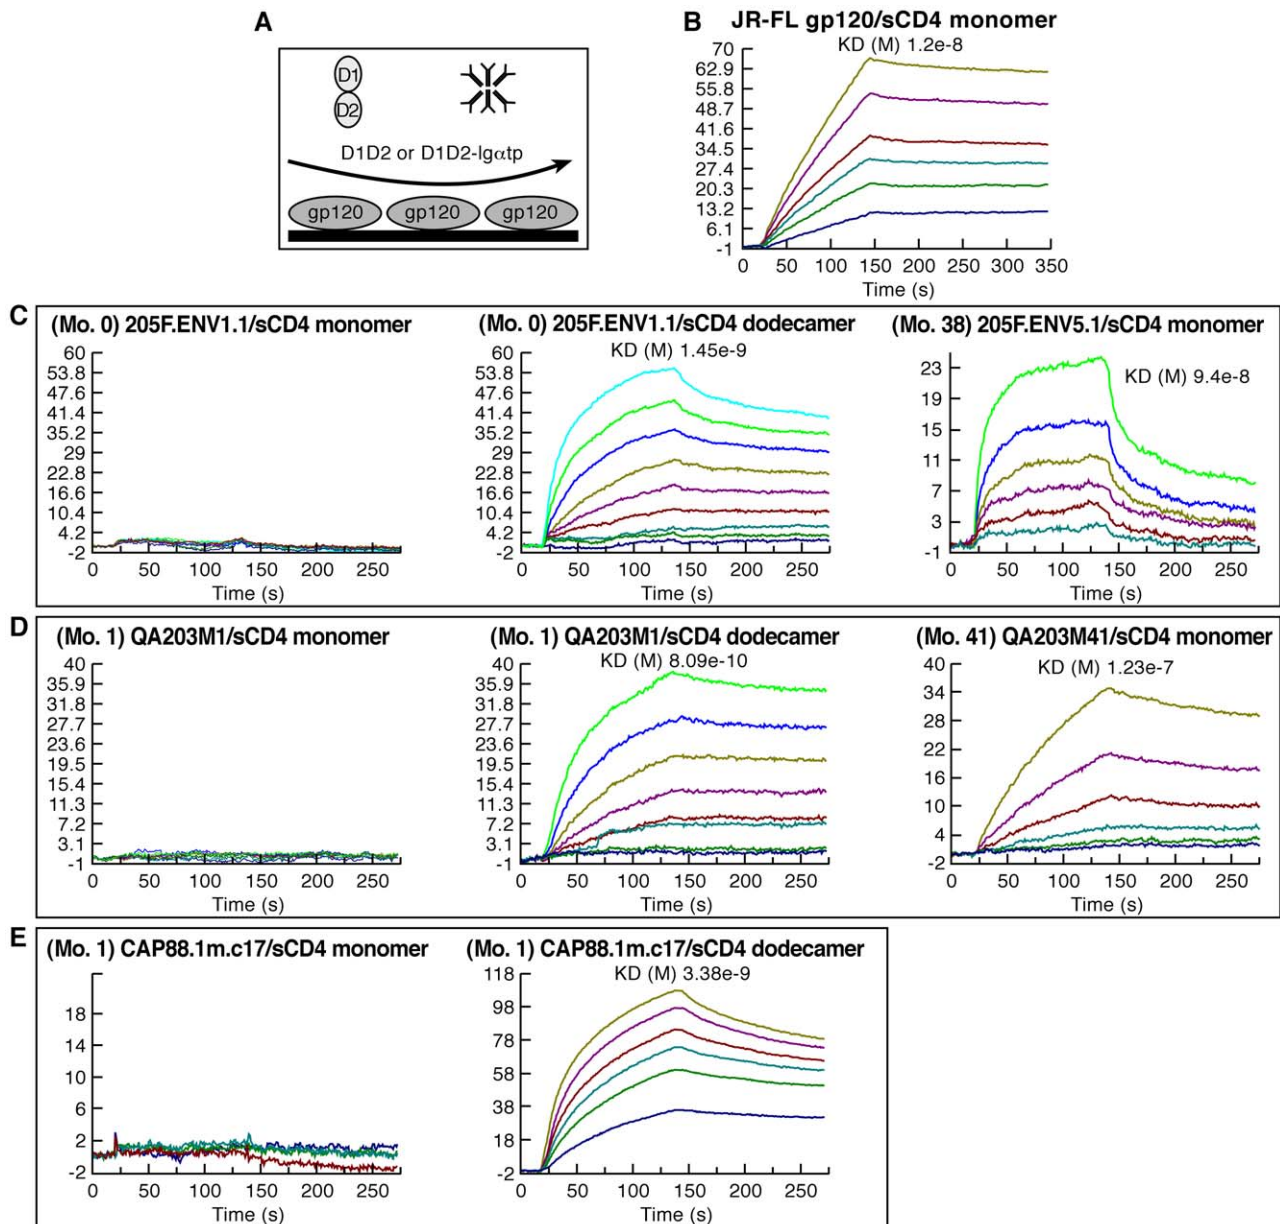 A
D1
D2
D1D2 or D1D2-Igαtp
gp120 gp120 gp120
B JR-FL gp120/sCD4 monomer
KD (M) 1.2e-8
70
62.9
55.8
48.7
41.6
34.5
27.4
20.3
13.2
6.1
-1
0 50 100 150 200 250 300 350
Time (s)
C
(Mo. 0) 205F.ENV1.1/sCD4 monomer
60
53.8
47.6
41.4
35.2
29
22.8
16.6
10.4
4.2
-2
0 50 100 150 200 250
Time (s)
(Mo. 0) 205F.ENV1.1/sCD4 dodecamer
KD (M) 1.45e-9
60
53.8
47.6
41.4
35.2
29
22.8
16.6
10.4
4.2
-2
0 50 100 150 200 250
Time (s)
(Mo. 38) 205F.ENV5.1/sCD4 monomer
KD (M) 9.4e-8
23
19
15
11
7
3
-1
0 50 100 150 200 250
Time (s)
D
(Mo. 1) QA203M1/sCD4 monomer
40
35.9
31.8
27.7
23.6
19.5
15.4
11.3
7.2
3.1
-1
0 50 100 150 200 250
Time (s)
(Mo. 1) QA203M1/sCD4 dodecamer
KD (M) 8.09e-10
40
35.9
31.8
27.7
23.6
19.5
15.4
11.3
7.2
3.1
-1
0 50 100 150 200 250
Time (s)
(Mo. 41) QA203M41/sCD4 monomer
KD (M) 1.23e-7
40
34
28
22
16
10
4
-2
0 50 100 150 200 250
Time (s)
E
(Mo. 1) CAP88.1m.c17/sCD4 monomer
18
14
10
6
2
-2
0 50 100 150 200 250
Time (s)
(Mo. 1) CAP88.1m.c17/sCD4 dodecamer
KD (M) 3.38e-9
118
98
78
58
38
18
-2
0 50 100 150 200 250
Time (s)